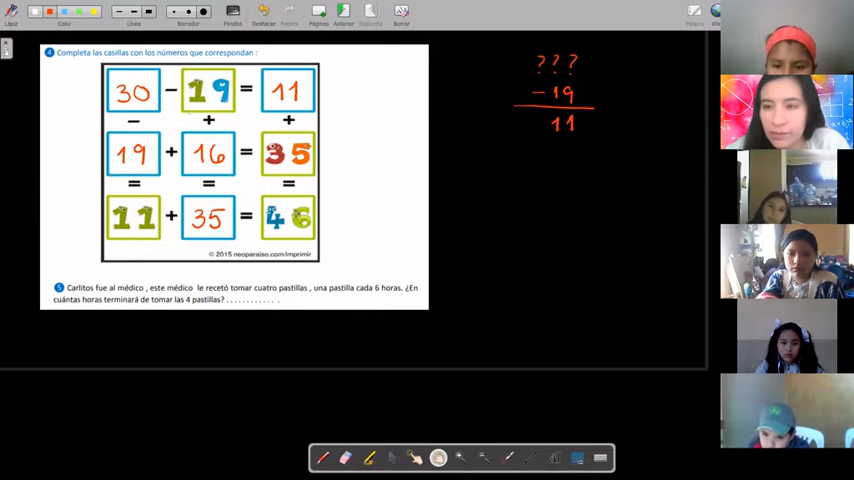 Lápiz Color Línea Borrador Fondos Deshacer Repetir Páginas Anterior Siguiente Borrar
4 Completa las casillas con los números que correspondan :
30 - 19 = 11
- + +
19 + 16 = 35
= = =
11 + 35 = 46
© 2015 neoparaiso.com/imprimir
5 Carlitos fue al médico , este médico le recetó tomar cuatro pastillas , una pastilla cada 6 horas. ¿En
cuántas horas terminará de tomar las 4 pastillas? . . . . . . . . . . . .
? ? ?
- 19
11